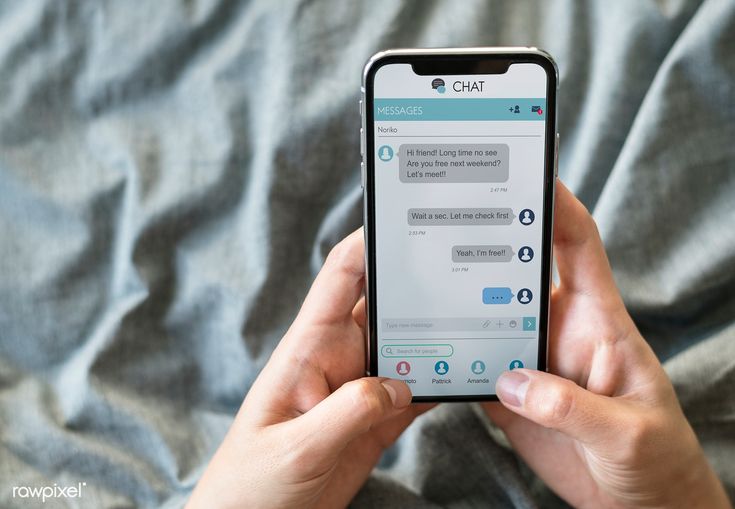 CHAT
MESSAGES
Noriko
Hi friend! Long time no see
Are you free next weekend?
Let's meet!!
2:47 PM
Wait a sec. Let me check first
2:53 PM
Yeah, I'm free!!
3:01 PM
...
Type new message
Search for people
moto Pattrick Amanda
rawpixel